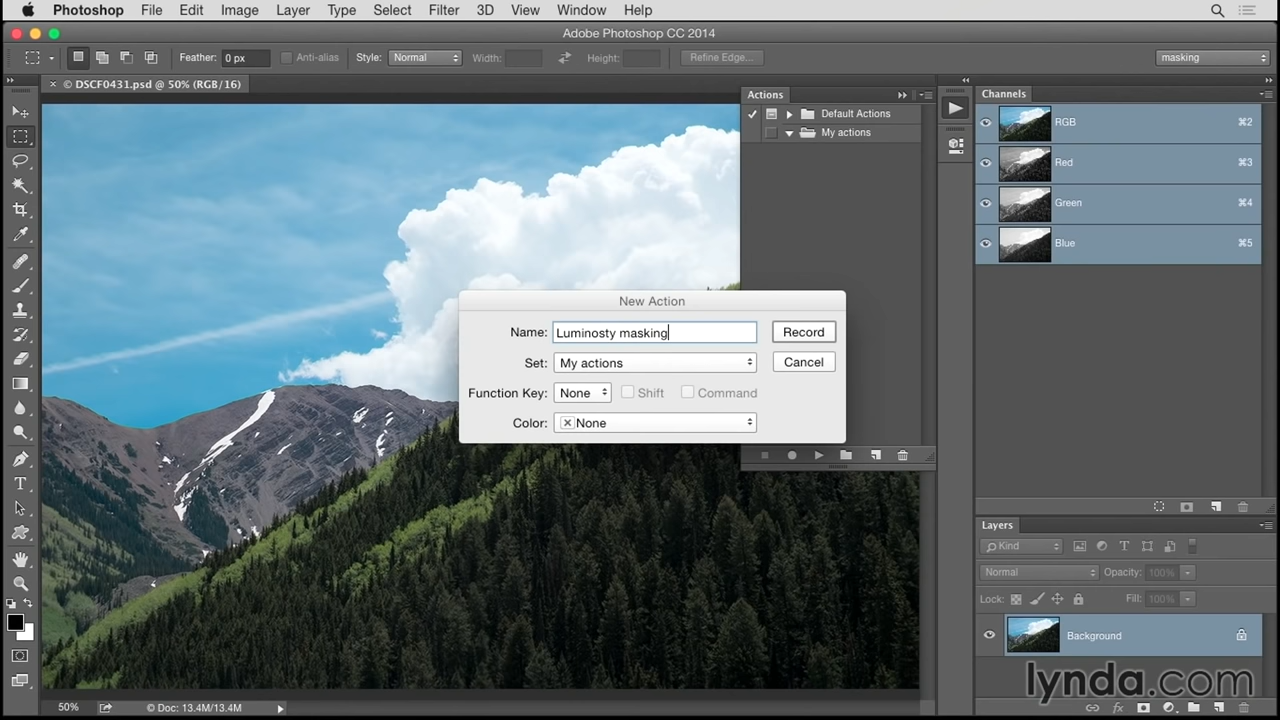 Photoshop File Edit Image Layer Type Select Filter 3D View Window Help
Adobe Photoshop CC 2014
Feather: 0 px Anti-alias Style: Normal Width: Height: Refine Edge... masking
× © DSCF0431.psd @ 50% (RGB/16)
Actions
Default Actions
My actions
Channels
RGB ⌘2
Red ⌘3
Green ⌘4
Blue ⌘5
New Action
Name: Luminosty masking Record
Set: My actions Cancel
Function Key: None Shift Command
Color: None
Layers
Kind
Normal Opacity: 100%
Lock: Fill: 100%
Background
lynda.com
fx
50% © Doc: 13.4M/13.4M